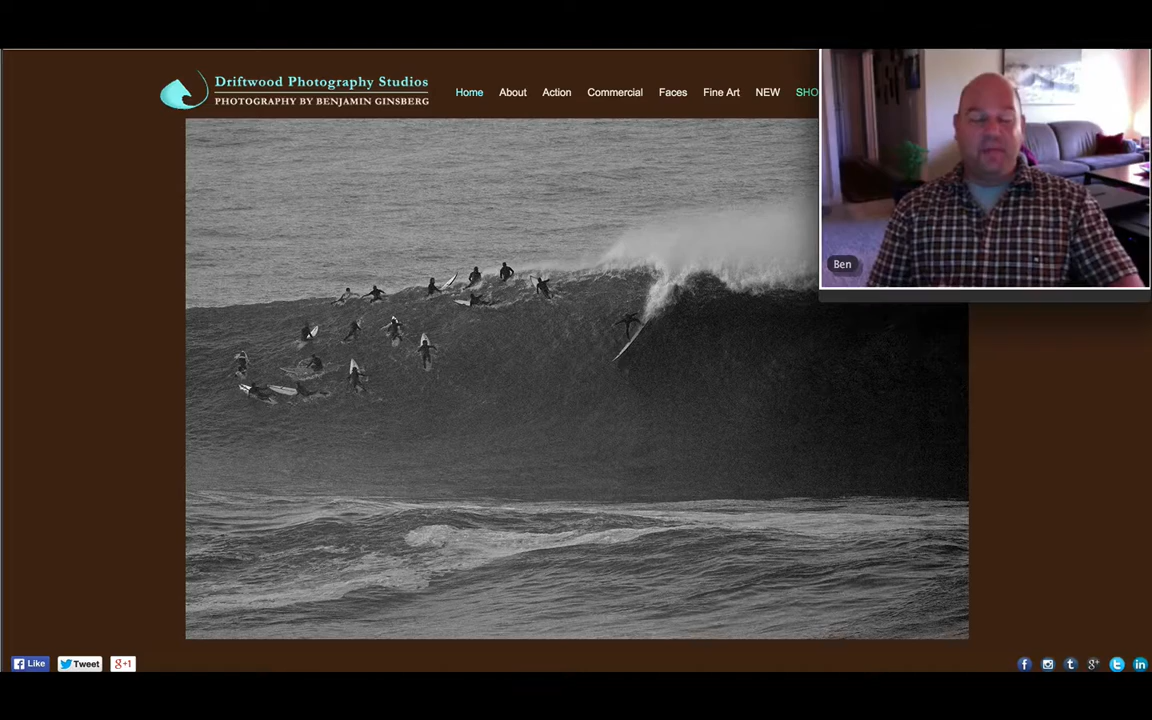 Driftwood Photography Studios
PHOTOGRAPHY BY BENJAMIN GINSBERG
Home About Action Commercial Faces Fine Art NEW SHO
Ben
Like Tweet g+1